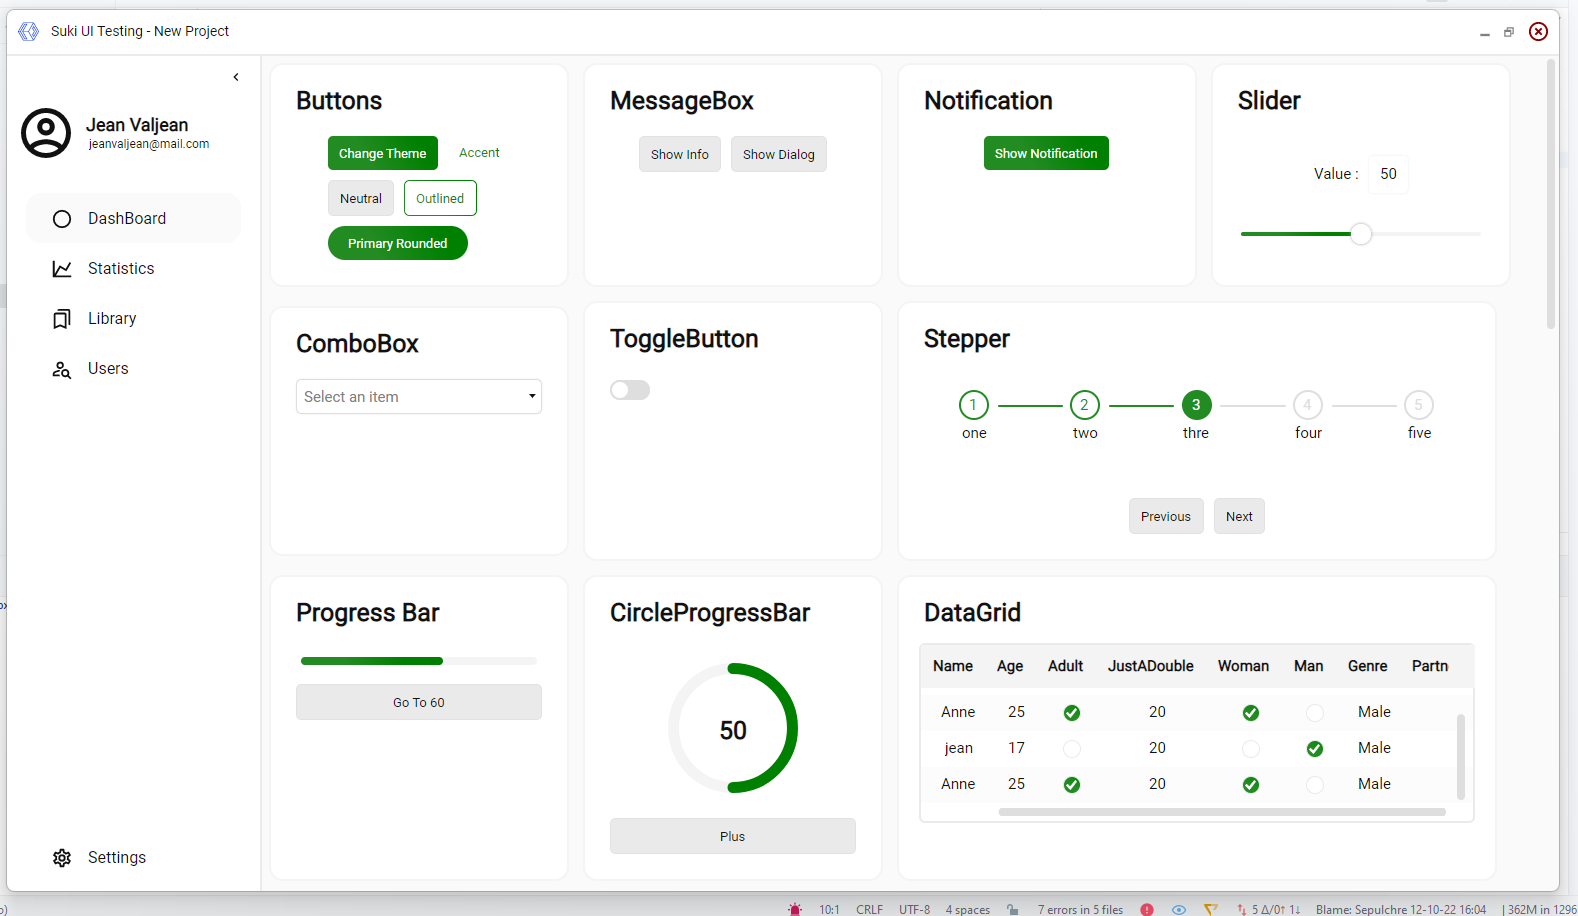 Suki UI Testing - New Project
Jean Valjean
jeanvaljean@mail.com
DashBoard
Statistics
Library
Users
Settings
Buttons
Change Theme
Accent
Neutral
Outlined
Primary Rounded
MessageBox
Show Info
Show Dialog
Notification
Show Notification
Slider
Value : 50
ComboBox
Select an item
ToggleButton
Stepper
1 2 3 4 5
one two thre four five
Previous Next
Progress Bar
Go To 60
CircleProgressBar
50
Plus
DataGrid
Name Age Adult JustADouble Woman Man Genre Partn
Anne 25 20 Male
jean 17 20 Male
Anne 25 20 Male
10:1 CRLF UTF-8 4 spaces 7 errors in 5 files 5 Δ/0↑ 1↓ Blame: Sepulchre 12-10-22 16:04 | 362M in 1296